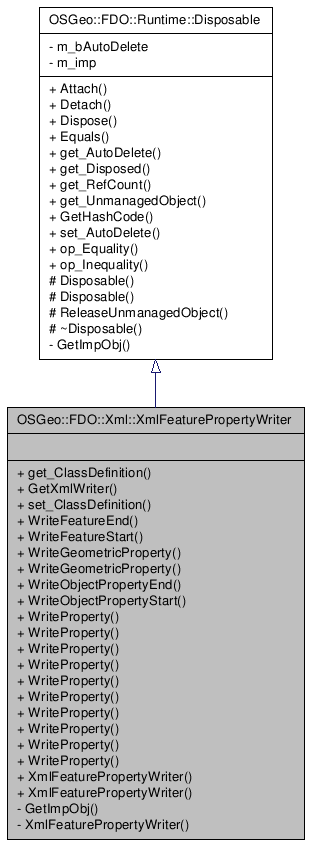 OSGeo::FDO::Runtime::Disposable
- m_bAutoDelete
- m_imp
+ Attach()
+ Detach()
+ Dispose()
+ Equals()
+ get_AutoDelete()
+ get_Disposed()
+ get_RefCount()
+ get_UnmanagedObject()
+ GetHashCode()
+ set_AutoDelete()
+ op_Equality()
+ op_Inequality()
# Disposable()
# Disposable()
# ReleaseUnmanagedObject()
# ~Disposable()
- GetImpObj()
OSGeo::FDO::Xml::XmlFeaturePropertyWriter
+ get_ClassDefinition()
+ GetXmlWriter()
+ set_ClassDefinition()
+ WriteFeatureEnd()
+ WriteFeatureStart()
+ WriteGeometricProperty()
+ WriteGeometricProperty()
+ WriteObjectPropertyEnd()
+ WriteObjectPropertyStart()
+ WriteProperty()
+ WriteProperty()
+ WriteProperty()
+ WriteProperty()
+ WriteProperty()
+ WriteProperty()
+ WriteProperty()
+ WriteProperty()
+ WriteProperty()
+ WriteProperty()
+ XmlFeaturePropertyWriter()
+ XmlFeaturePropertyWriter()
- GetImpObj()
- XmlFeaturePropertyWriter()